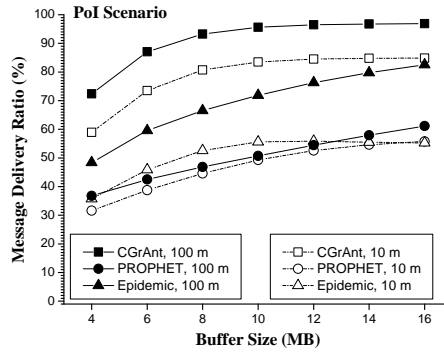 PoI Scenario
100
90
80
70
60
50
40
30
20
10
0
Message Delivery Ratio (%)
CGrAnt, 100 m
PROPHET, 100 m
Epidemic, 100 m
CGrAnt, 10 m
PROPHET, 10 m
Epidemic, 10 m
4 6 8 10 12 14 16
Buffer Size (MB)